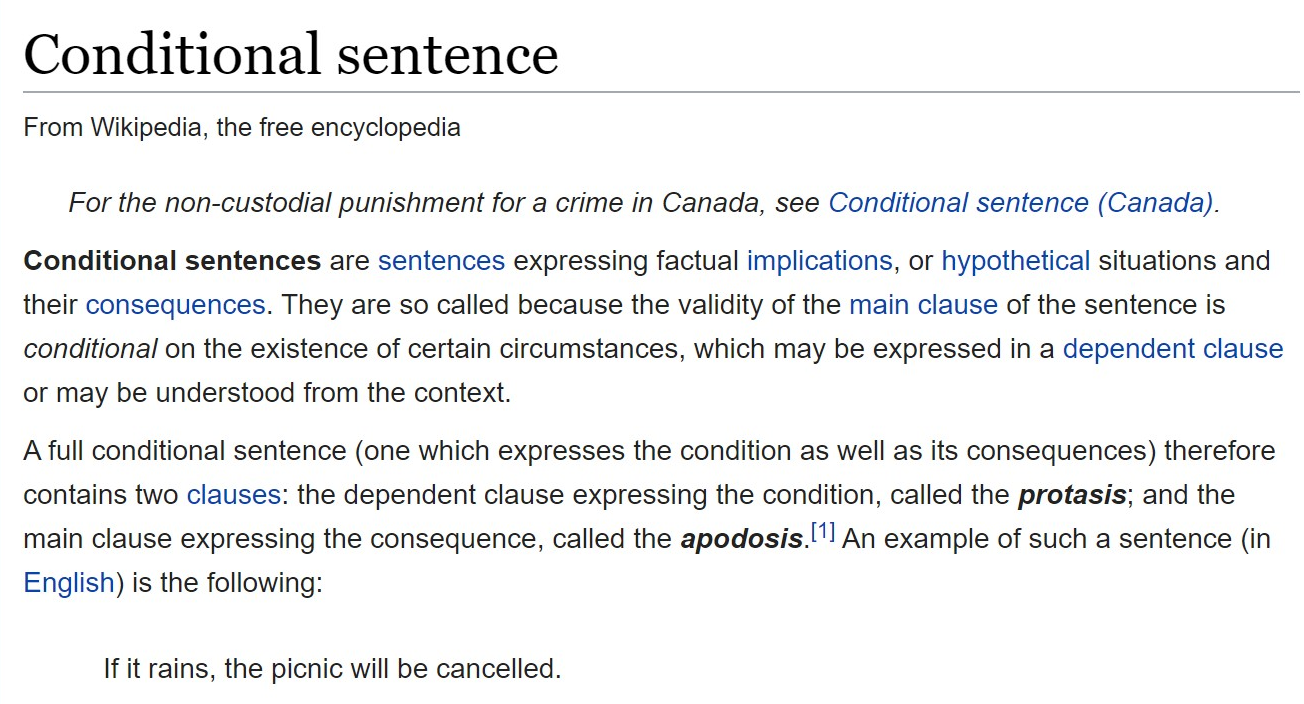 Conditional sentence
From Wikipedia, the free encyclopedia
For the non-custodial punishment for a crime in Canada, see Conditional sentence (Canada).
Conditional sentences are sentences expressing factual implications, or hypothetical situations and
their consequences. They are so called because the validity of the main clause of the sentence is
conditional on the existence of certain circumstances, which may be expressed in a dependent clause
or may be understood from the context.
A full conditional sentence (one which expresses the condition as well as its consequences) therefore
contains two clauses: the dependent clause expressing the condition, called the protasis; and the
main clause expressing the consequence, called the apodosis.[1] An example of such a sentence (in
English) is the following:
If it rains, the picnic will be cancelled.